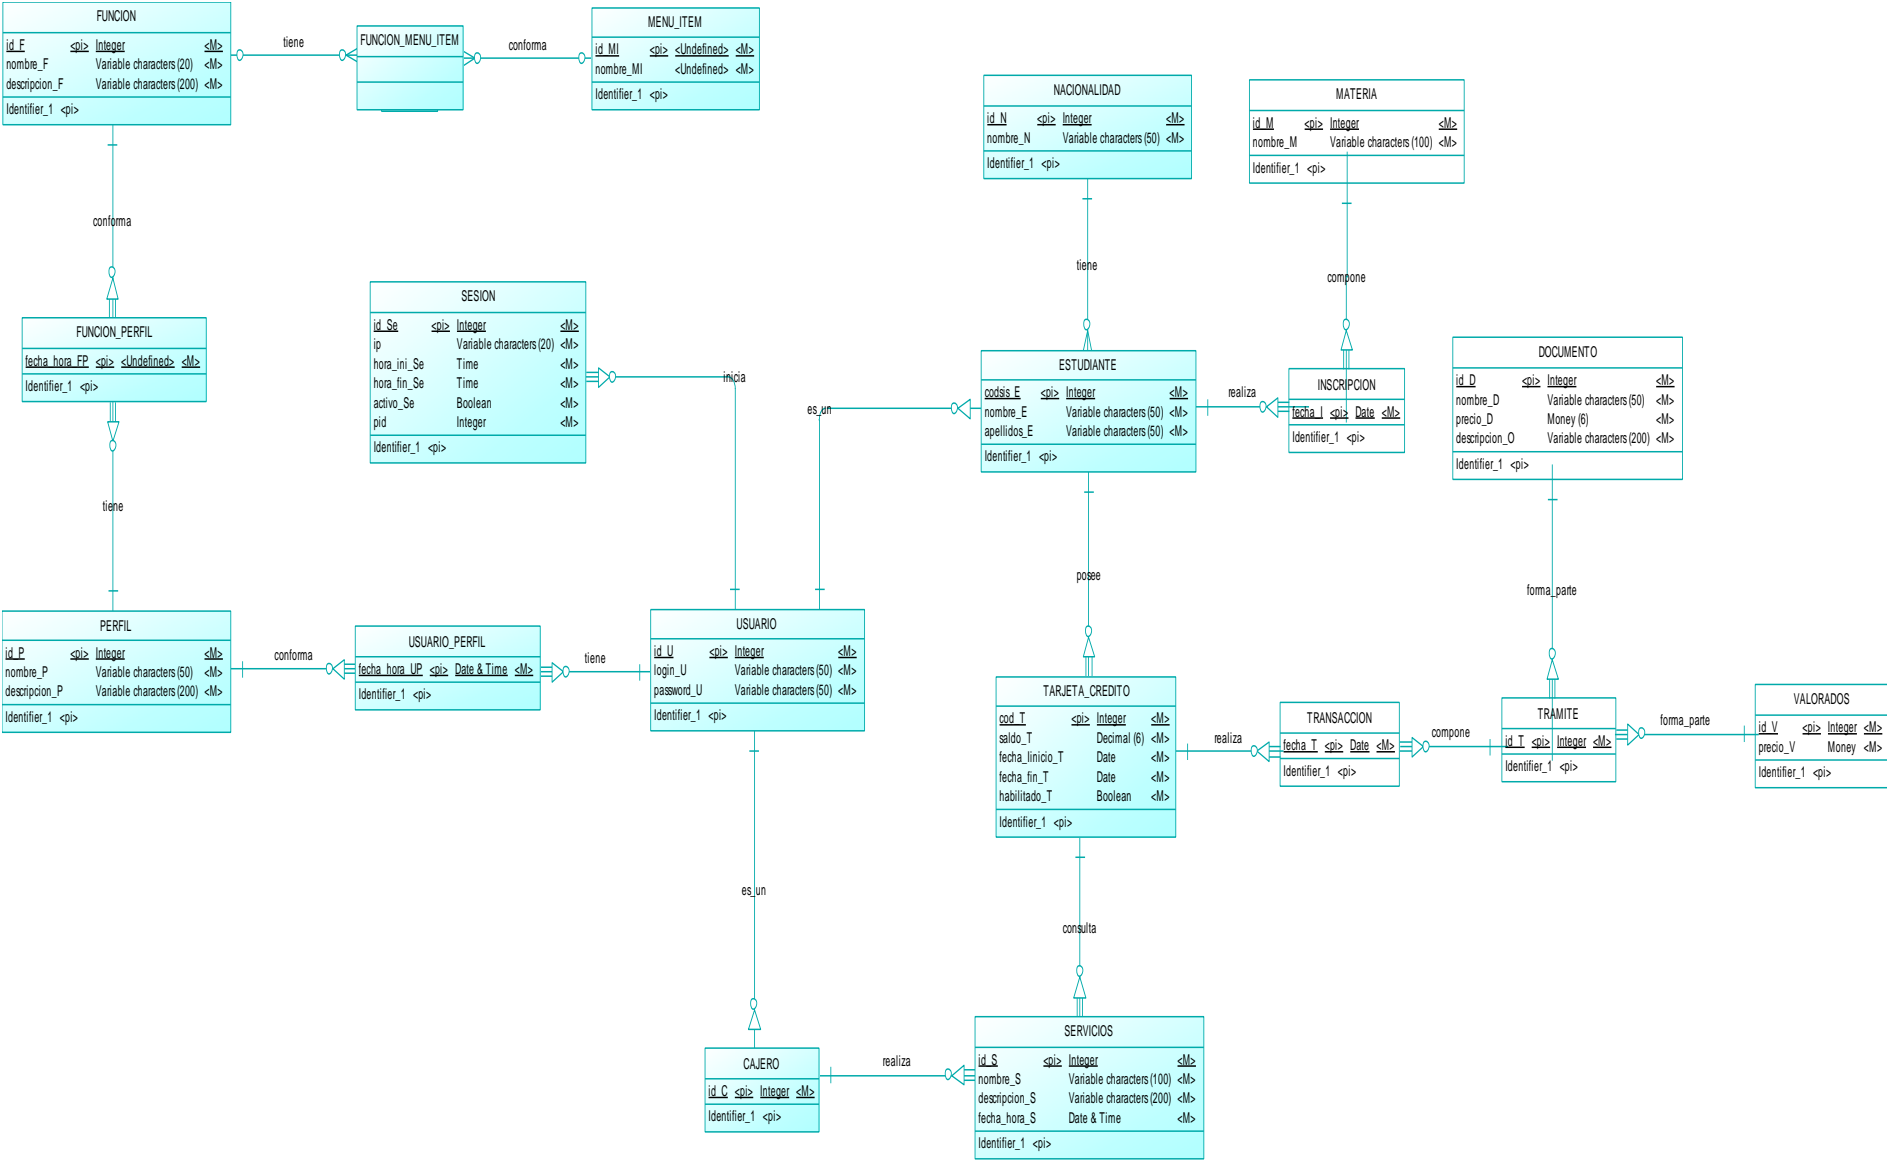 FUNCION
id_F <pi> Integer <M>
nombre_F Variable characters (20) <M>
descripcion_F Variable characters (200) <M>
Identifier_1 <pi>
tiene
FUNCION_MENU_ITEM
conforma
MENU_ITEM
id_MI <pi> <Undefined> <M>
nombre_MI <Undefined> <M>
Identifier_1 <pi>
NACIONALIDAD
id_N <pi> Integer <M>
nombre_N Variable characters (50) <M>
Identifier_1 <pi>
MATERIA
id_M <pi> Integer <M>
nombre_M Variable characters (100) <M>
Identifier_1 <pi>
conforma
tiene
compone
FUNCION_PERFIL
fecha_hora_FP <pi> <Undefined> <M>
Identifier_1 <pi>
SESION
id_Se <pi> Integer <M>
ip Variable characters (20) <M>
hora_ini_Se Time <M>
hora_fin_Se Time <M>
activo_Se Boolean <M>
pid Integer <M>
Identifier_1 <pi>
inicia
es_un
ESTUDIANTE
codsis_E <pi> Integer <M>
nombre_E Variable characters (50) <M>
apellidos_E Variable characters (50) <M>
Identifier_1 <pi>
realiza
INSCRIPCION
fecha_I <pi> Date <M>
Identifier_1 <pi>
DOCUMENTO
id_D <pi> Integer <M>
nombre_D Variable characters (50) <M>
precio_D Money (6) <M>
descripcion_O Variable characters (200) <M>
Identifier_1 <pi>
tiene
posee
forma_parte
PERFIL
id_P <pi> Integer <M>
nombre_P Variable characters (50) <M>
descripcion_P Variable characters (200) <M>
Identifier_1 <pi>
conforma
USUARIO_PERFIL
fecha_hora_UP <pi> Date & Time <M>
Identifier_1 <pi>
tiene
USUARIO
id_U <pi> Integer <M>
login_U Variable characters (50) <M>
password_U Variable characters (50) <M>
Identifier_1 <pi>
TARJETA_CREDITO
cod_T <pi> Integer <M>
saldo_T Decimal (6) <M>
fecha_Iinicio_T Date <M>
fecha_fin_T Date <M>
habilitado_T Boolean <M>
Identifier_1 <pi>
realiza
TRANSACCION
fecha_T <pi> Date <M>
Identifier_1 <pi>
compone
TRAMITE
id_T <pi> Integer <M>
Identifier_1 <pi>
forma_parte
VALORADOS
id_V <pi> Integer <M>
precio_V Money <M>
Identifier_1 <pi>
es_un
consulta
CAJERO
id_C <pi> Integer <M>
Identifier_1 <pi>
realiza
SERVICIOS
id_S <pi> Integer <M>
nombre_S Variable characters (100) <M>
descripcion_S Variable characters (200) <M>
fecha_hora_S Date & Time <M>
Identifier_1 <pi>